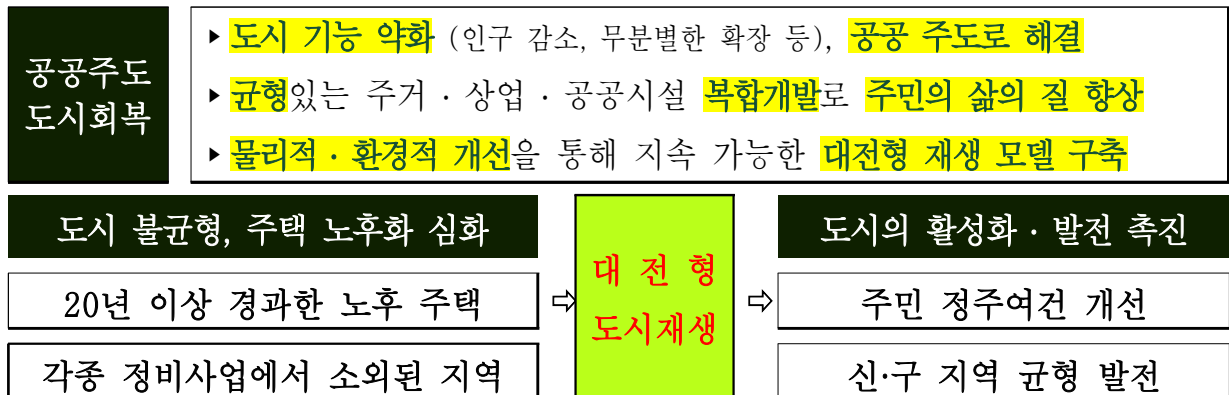 공공주도
도시회복
▸ 도시 기능 약화 (인구 감소, 무분별한 확장 등), 공공 주도로 해결
▸ 균형있는 주거 · 상업 · 공공시설 복합개발로 주민의 삶의 질 향상
▸ 물리적 · 환경적 개선을 통해 지속 가능한 대전형 재생 모델 구축
도시 불균형, 주택 노후화 심화
20년 이상 경과한 노후 주택
각종 정비사업에서 소외된 지역
⇨
대 전 형
도시재생
⇨
도시의 활성화 · 발전 촉진
주민 정주여건 개선
신·구 지역 균형 발전